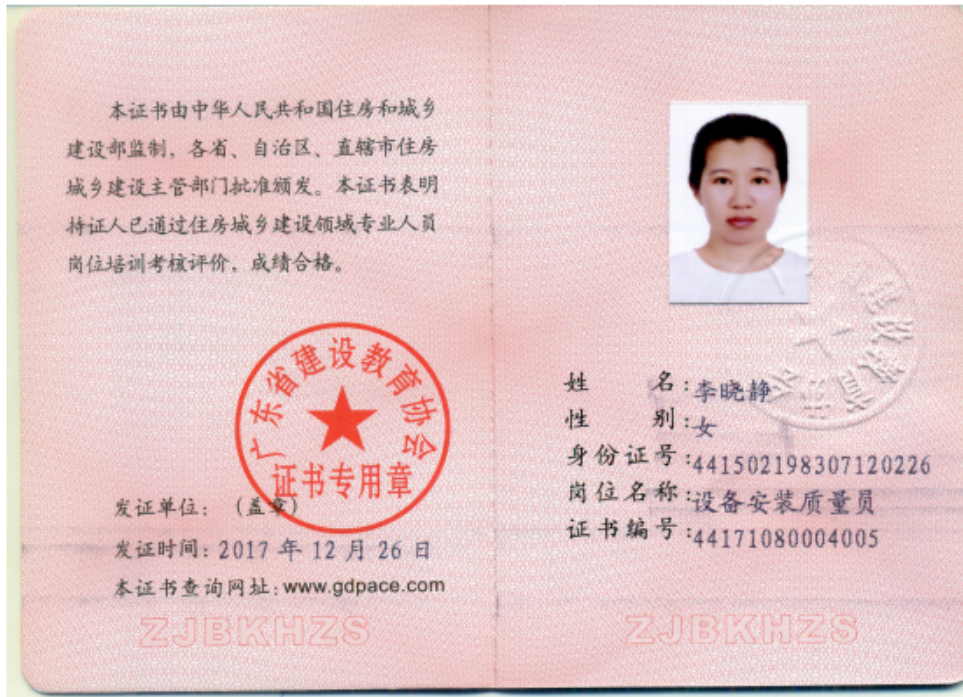 本证书由中华人民共和国住房和城乡
建设部监制，各省、自治区、直辖市住房
城乡建设主管部门批准颁发。本证书表明
持证人已通过住房城乡建设领域专业人员
岗位培训考核评价，成绩合格。
广东省建设教育协会
证书专用章
发证单位：（盖章）
发证时间：2017 年 12 月 26 日
本证书查询网址：www.gdpace.com
ZJBKHZS
姓 名：李晓静
性 别：女
身份证号：441502198307120226
岗位名称：设备安装质量员
证书编号：44171080004005
ZJBKHZS